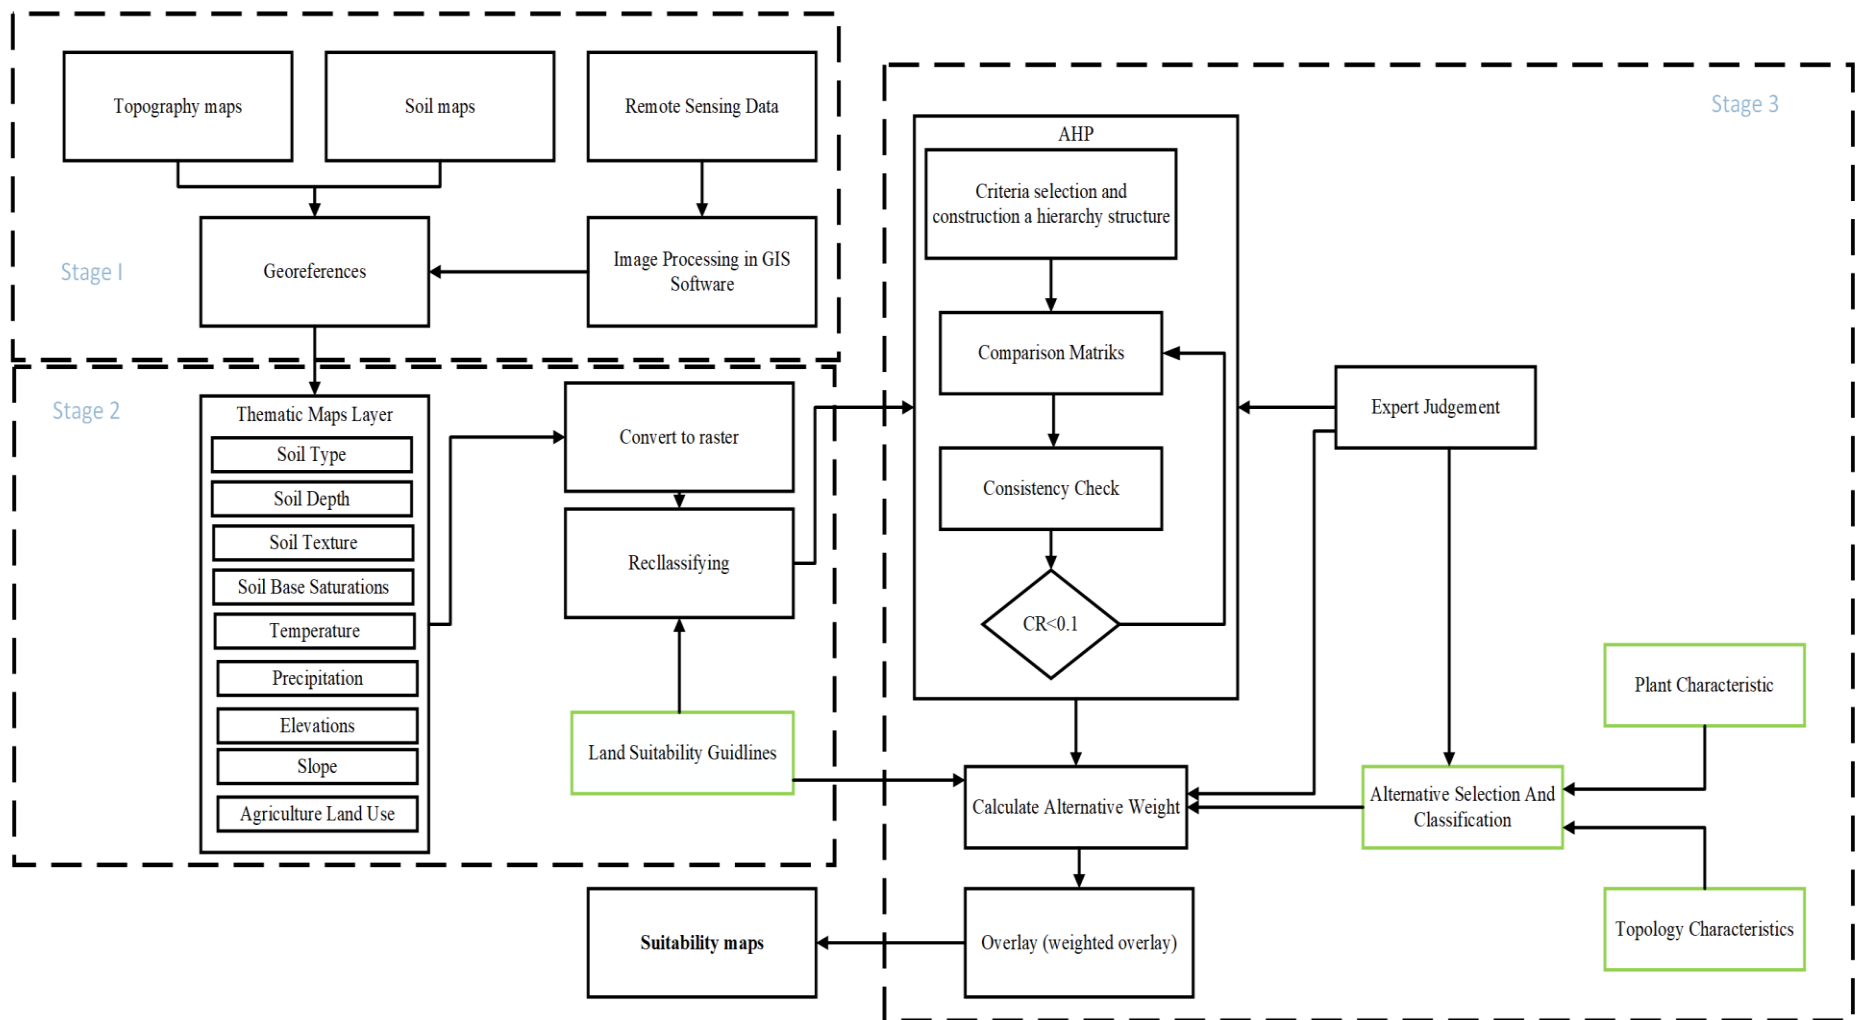 Topography maps
Soil maps
Remote Sensing Data
Georeferences
Image Processing in GIS
Software
Stage I
Stage 2
Thematic Maps Layer
Soil Type
Soil Depth
Soil Texture
Soil Base Saturations
Temperature
Precipitation
Elevations
Slope
Agriculture Land Use
Convert to raster
Recllassifying
Land Suitability Guidlines
Stage 3
AHP
Criteria selection and
construction a hierarchy structure
Comparison Matriks
Consistency Check
CR<0.1
Expert Judgement
Plant Characteristic
Calculate Alternative Weight
Alternative Selection And
Classification
Topology Characteristics
Overlay (weighted overlay)
Suitability maps